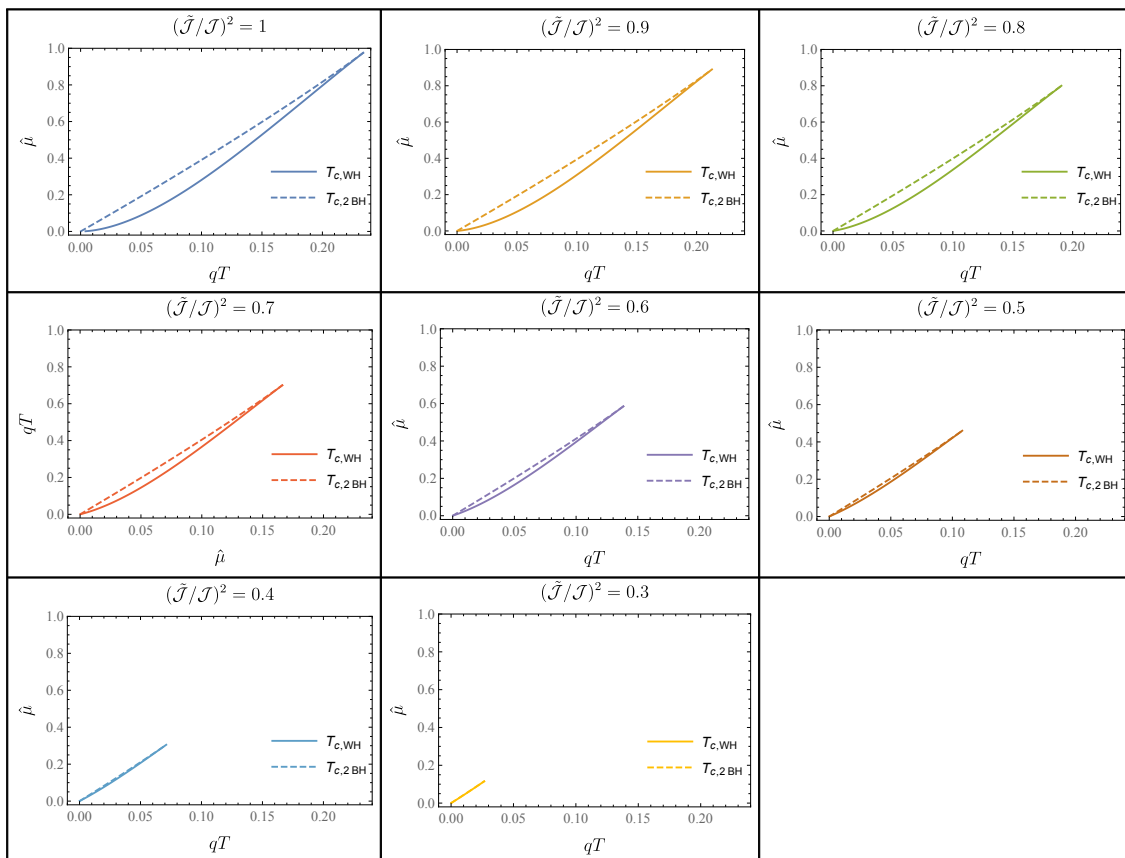 (𝒥̃/𝒥)² = 1
1.0
0.8
0.6
0.4
0.2
0.0
μ̂
T_c,WH
T_c,2 BH
0.00 0.05 0.10 0.15 0.20
qT
(𝒥̃/𝒥)² = 0.9
1.0
0.8
0.6
0.4
0.2
0.0
μ̂
T_c,WH
T_c,2 BH
0.00 0.05 0.10 0.15 0.20
qT
(𝒥̃/𝒥)² = 0.8
1.0
0.8
0.6
0.4
0.2
0.0
μ̂
T_c,WH
T_c,2 BH
0.00 0.05 0.10 0.15 0.20
qT
(𝒥̃/𝒥)² = 0.7
1.0
0.8
0.6
0.4
0.2
0.0
qT
T_c,WH
T_c,2 BH
0.00 0.05 0.10 0.15 0.20
μ̂
(𝒥̃/𝒥)² = 0.6
1.0
0.8
0.6
0.4
0.2
0.0
μ̂
T_c,WH
T_c,2 BH
0.00 0.05 0.10 0.15 0.20
qT
(𝒥̃/𝒥)² = 0.5
1.0
0.8
0.6
0.4
0.2
0.0
μ̂
T_c,WH
T_c,2 BH
0.00 0.05 0.10 0.15 0.20
qT
(𝒥̃/𝒥)² = 0.4
1.0
0.8
0.6
0.4
0.2
0.0
μ̂
T_c,WH
T_c,2 BH
0.00 0.05 0.10 0.15 0.20
qT
(𝒥̃/𝒥)² = 0.3
1.0
0.8
0.6
0.4
0.2
0.0
μ̂
T_c,WH
T_c,2 BH
0.00 0.05 0.10 0.15 0.20
qT